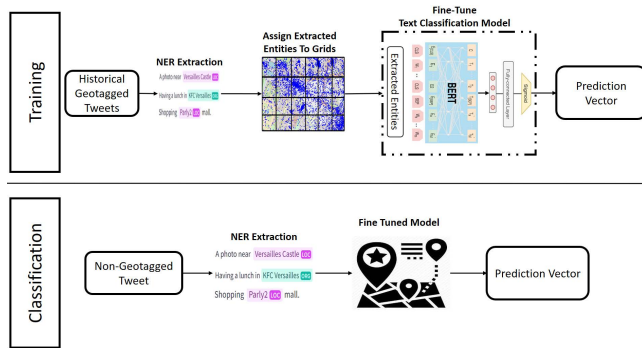 Fine-Tune
Text Classification Model
Assign Extracted
Entities To Grids
NER Extraction
Training
Historical
Geotagged
Tweets
A photo near Versailles Castle LOC
Having a lunch in KFC Versailles ORG
Shopping Parly2 LOC mall.
Extracted Entities
BERT
Fully-connected Layer
Sigmoid
Prediction
Vector
Classification
NER Extraction
Fine Tuned Model
Non-Geotagged
Tweet
A photo near Versailles Castle LOC
Having a lunch in KFC Versailles ORG
Shopping Parly2 LOC mall.
Prediction Vector